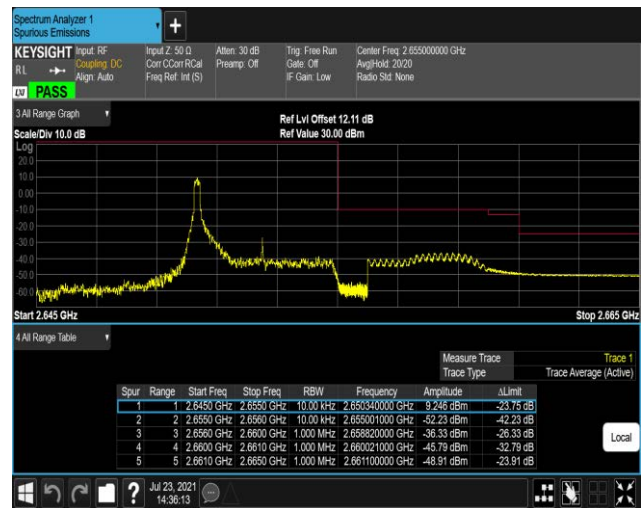 Spectrum Analyzer 1
Spurious Emissions
+
KEYSIGHT Input: RF Input Z: 50 Ω Atten: 30 dB Trig: Free Run Center Freq: 2.655000000 GHz
RL Coupling: DC Corr CCorr RCal Preamp: Off Gate: Off Avg|Hold: 20/20
Align: Auto Freq Ref: Int (S) IF Gain: Low Radio Std: None
LXI PASS
3 All Range Graph
Ref Lvl Offset 12.11 dB
Scale/Div 10.0 dB Ref Value 30.00 dBm
Log
20.0
10.0
0.00
-10.0
-20.0
-30.0
-40.0
-50.0
-60.0
Start 2.645 GHz Stop 2.665 GHz
4 All Range Table
Measure Trace Trace 1
Trace Type Trace Average (Active)
Spur Range Start Freq Stop Freq RBW Frequency Amplitude ΔLimit
1 1 2.6450 GHz 2.6550 GHz 10.00 kHz 2.650340000 GHz 9.246 dBm -23.75 dB
2 2 2.6550 GHz 2.6560 GHz 10.00 kHz 2.655001000 GHz -52.23 dBm -42.23 dB
3 3 2.6560 GHz 2.6600 GHz 1.000 MHz 2.658820000 GHz -36.33 dBm -26.33 dB
4 4 2.6600 GHz 2.6610 GHz 1.000 MHz 2.660021000 GHz -45.79 dBm -32.79 dB
5 5 2.6610 GHz 2.6650 GHz 1.000 MHz 2.661100000 GHz -48.91 dBm -23.91 dB
Local
? Jul 23, 2021
14:36:13